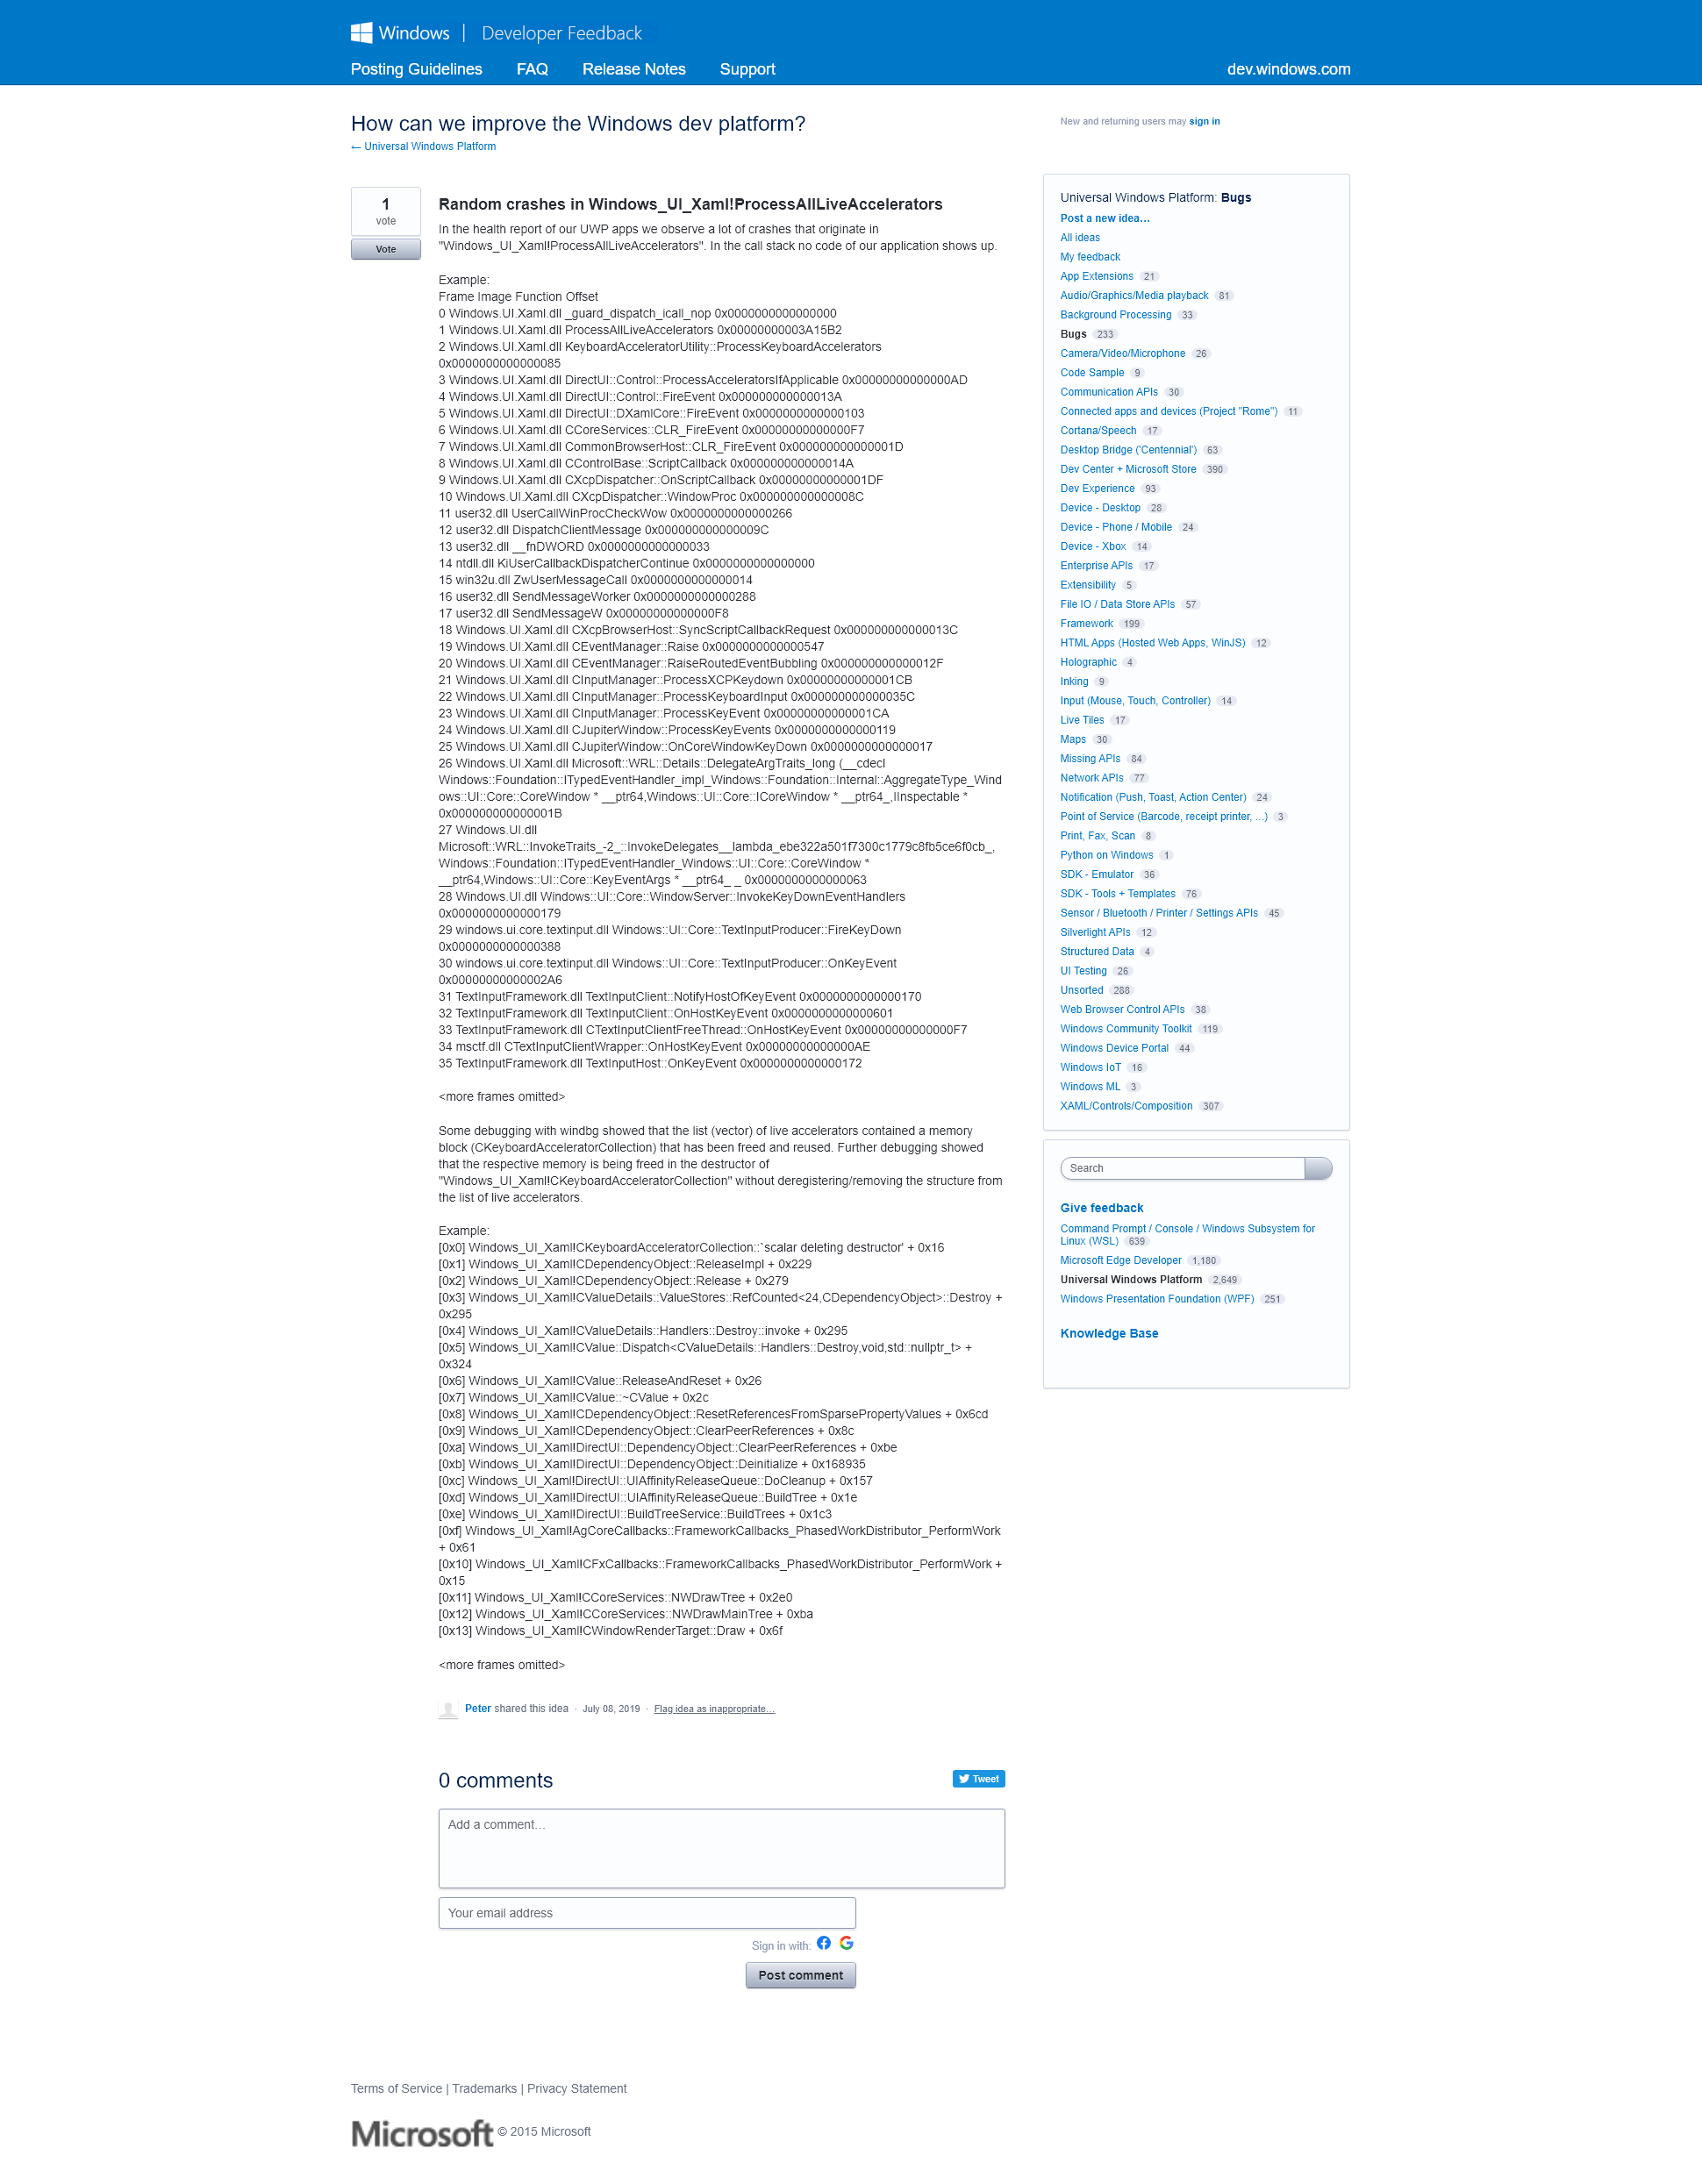 Windows | Developer Feedback
Posting Guidelines FAQ Release Notes Support dev.windows.com
How can we improve the Windows dev platform?
← Universal Windows Platform
New and returning users may sign in
1
vote
Vote
Random crashes in Windows_UI_Xaml!ProcessAllLiveAccelerators
In the health report of our UWP apps we observe a lot of crashes that originate in
"Windows_UI_Xaml!ProcessAllLiveAccelerators". In the call stack no code of our application shows up.
Example:
Frame Image Function Offset
0 Windows.UI.Xaml.dll _guard_dispatch_icall_nop 0x0000000000000000
1 Windows.UI.Xaml.dll ProcessAllLiveAccelerators 0x00000000003A15B2
2 Windows.UI.Xaml.dll KeyboardAcceleratorUtility::ProcessKeyboardAccelerators
0x0000000000000085
3 Windows.UI.Xaml.dll DirectUI::Control::ProcessAcceleratorsIfApplicable 0x00000000000000AD
4 Windows.UI.Xaml.dll DirectUI::Control::FireEvent 0x000000000000013A
5 Windows.UI.Xaml.dll DirectUI::DXamlCore::FireEvent 0x0000000000000103
6 Windows.UI.Xaml.dll CCoreServices::CLR_FireEvent 0x00000000000000F7
7 Windows.UI.Xaml.dll CommonBrowserHost::CLR_FireEvent 0x000000000000001D
8 Windows.UI.Xaml.dll CControlBase::ScriptCallback 0x000000000000014A
9 Windows.UI.Xaml.dll CXcpDispatcher::OnScriptCallback 0x00000000000001DF
10 Windows.UI.Xaml.dll CXcpDispatcher::WindowProc 0x000000000000008C
11 user32.dll UserCallWinProcCheckWow 0x0000000000000266
12 user32.dll DispatchClientMessage 0x000000000000009C
13 user32.dll __fnDWORD 0x0000000000000033
14 ntdll.dll KiUserCallbackDispatcherContinue 0x0000000000000000
15 win32u.dll ZwUserMessageCall 0x0000000000000014
16 user32.dll SendMessageWorker 0x0000000000000288
17 user32.dll SendMessageW 0x00000000000000F8
18 Windows.UI.Xaml.dll CXcpBrowserHost::SyncScriptCallbackRequest 0x000000000000013C
19 Windows.UI.Xaml.dll CEventManager::Raise 0x0000000000000547
20 Windows.UI.Xaml.dll CEventManager::RaiseRoutedEventBubbling 0x000000000000012F
21 Windows.UI.Xaml.dll CInputManager::ProcessXCPKeydown 0x00000000000001CB
22 Windows.UI.Xaml.dll CInputManager::ProcessKeyboardInput 0x000000000000035C
23 Windows.UI.Xaml.dll CInputManager::ProcessKeyEvent 0x00000000000001CA
24 Windows.UI.Xaml.dll CJupiterWindow::ProcessKeyEvents 0x0000000000000119
25 Windows.UI.Xaml.dll CJupiterWindow::OnCoreWindowKeyDown 0x0000000000000017
26 Windows.UI.Xaml.dll Microsoft::WRL::Details::DelegateArgTraits_long (__cdecl
Windows::Foundation::ITypedEventHandler_impl_Windows::Foundation::Internal::AggregateType_Wind
ows::UI::Core::CoreWindow * __ptr64,Windows::UI::Core::ICoreWindow * __ptr64_,IInspectable *
0x000000000000001B
27 Windows.UI.dll
Microsoft::WRL::InvokeTraits_-2_::InvokeDelegates__lambda_ebe322a501f7300c1779c8fb5ce6f0cb_,
Windows::Foundation::ITypedEventHandler_Windows::UI::Core::CoreWindow *
__ptr64,Windows::UI::Core::KeyEventArgs * __ptr64_ _ 0x0000000000000063
28 Windows.UI.dll Windows::UI::Core::WindowServer::InvokeKeyDownEventHandlers
0x0000000000000179
29 windows.ui.core.textinput.dll Windows::UI::Core::TextInputProducer::FireKeyDown
0x0000000000000388
30 windows.ui.core.textinput.dll Windows::UI::Core::TextInputProducer::OnKeyEvent
0x00000000000002A6
31 TextInputFramework.dll TextInputClient::NotifyHostOfKeyEvent 0x0000000000000170
32 TextInputFramework.dll TextInputClient::OnHostKeyEvent 0x0000000000000601
33 TextInputFramework.dll CTextInputClientFreeThread::OnHostKeyEvent 0x00000000000000F7
34 msctf.dll CTextInputClientWrapper::OnHostKeyEvent 0x00000000000000AE
35 TextInputFramework.dll TextInputHost::OnKeyEvent 0x0000000000000172
<more frames omitted>
Some debugging with windbg showed that the list (vector) of live accelerators contained a memory
block (CKeyboardAcceleratorCollection) that has been freed and reused. Further debugging showed
that the respective memory is being freed in the destructor of
"Windows_UI_Xaml!CKeyboardAcceleratorCollection" without deregistering/removing the structure from
the list of live accelerators.
Example:
[0x0] Windows_UI_Xaml!CKeyboardAcceleratorCollection::`scalar deleting destructor' + 0x16
[0x1] Windows_UI_Xaml!CDependencyObject::ReleaseImpl + 0x229
[0x2] Windows_UI_Xaml!CDependencyObject::Release + 0x279
[0x3] Windows_UI_Xaml!CValueDetails::ValueStores::RefCounted<24,CDependencyObject>::Destroy +
0x295
[0x4] Windows_UI_Xaml!CValueDetails::Handlers::Destroy::invoke + 0x295
[0x5] Windows_UI_Xaml!CValue::Dispatch<CValueDetails::Handlers::Destroy,void,std::nullptr_t> +
0x324
[0x6] Windows_UI_Xaml!CValue::ReleaseAndReset + 0x26
[0x7] Windows_UI_Xaml!CValue::~CValue + 0x2c
[0x8] Windows_UI_Xaml!CDependencyObject::ResetReferencesFromSparsePropertyValues + 0x6cd
[0x9] Windows_UI_Xaml!CDependencyObject::ClearPeerReferences + 0x8c
[0xa] Windows_UI_Xaml!DirectUI::DependencyObject::ClearPeerReferences + 0xbe
[0xb] Windows_UI_Xaml!DirectUI::DependencyObject::Deinitialize + 0x168935
[0xc] Windows_UI_Xaml!DirectUI::UIAffinityReleaseQueue::DoCleanup + 0x157
[0xd] Windows_UI_Xaml!DirectUI::UIAffinityReleaseQueue::BuildTree + 0x1e
[0xe] Windows_UI_Xaml!DirectUI::BuildTreeService::BuildTrees + 0x1c3
[0xf] Windows_UI_Xaml!AgCoreCallbacks::FrameworkCallbacks_PhasedWorkDistributor_PerformWork
+ 0x61
[0x10] Windows_UI_Xaml!CFxCallbacks::FrameworkCallbacks_PhasedWorkDistributor_PerformWork +
0x15
[0x11] Windows_UI_Xaml!CCoreServices::NWDrawTree + 0x2e0
[0x12] Windows_UI_Xaml!CCoreServices::NWDrawMainTree + 0xba
[0x13] Windows_UI_Xaml!CWindowRenderTarget::Draw + 0x6f
<more frames omitted>
Peter shared this idea · July 08, 2019 · Flag idea as inappropriate…
0 comments
Tweet
Add a comment…
Your email address
Sign in with:
Post comment
Universal Windows Platform: Bugs
Post a new idea…
All ideas
My feedback
App Extensions 21
Audio/Graphics/Media playback 81
Background Processing 33
Bugs 233
Camera/Video/Microphone 26
Code Sample 9
Communication APIs 30
Connected apps and devices (Project "Rome") 11
Cortana/Speech 17
Desktop Bridge ('Centennial') 63
Dev Center + Microsoft Store 390
Dev Experience 93
Device - Desktop 28
Device - Phone / Mobile 24
Device - Xbox 14
Enterprise APIs 17
Extensibility 5
File IO / Data Store APIs 57
Framework 199
HTML Apps (Hosted Web Apps, WinJS) 12
Holographic 4
Inking 9
Input (Mouse, Touch, Controller) 14
Live Tiles 17
Maps 30
Missing APIs 84
Network APIs 77
Notification (Push, Toast, Action Center) 24
Point of Service (Barcode, receipt printer, ...) 3
Print, Fax, Scan 8
Python on Windows 1
SDK - Emulator 36
SDK - Tools + Templates 76
Sensor / Bluetooth / Printer / Settings APIs 45
Silverlight APIs 12
Structured Data 4
UI Testing 26
Unsorted 288
Web Browser Control APIs 38
Windows Community Toolkit 119
Windows Device Portal 44
Windows IoT 16
Windows ML 3
XAML/Controls/Composition 307
Search
Give feedback
Command Prompt / Console / Windows Subsystem for
Linux (WSL) 639
Microsoft Edge Developer 1,180
Universal Windows Platform 2,649
Windows Presentation Foundation (WPF) 251
Knowledge Base
Terms of Service | Trademarks | Privacy Statement
Microsoft © 2015 Microsoft